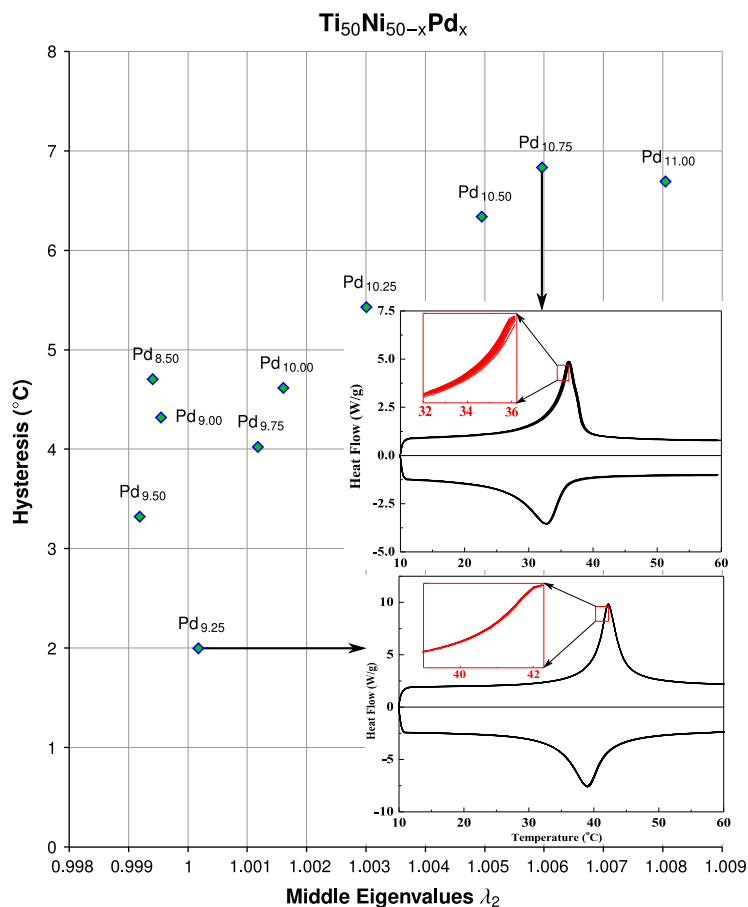 Ti50Ni50−xPdx
8
7
6
5
4
3
2
1
0
Hysteresis (°C)
Pd10.75
Pd11.00
Pd10.50
Pd10.25
Pd8.50
Pd10.00
Pd9.00
Pd9.75
Pd9.50
Pd9.25
7.5
5.0
2.5
0.0
-2.5
-5.0
Heat Flow (W/g)
32 34 36
10 20 30 40 50 60
10
5
0
-5
-10
Heat Flow (W/g)
40 42
10 20 30 40 50 60
Temperature (°C)
0.998 0.999 1 1.001 1.002 1.003 1.004 1.005 1.006 1.007 1.008 1.009
Middle Eigenvalues λ2